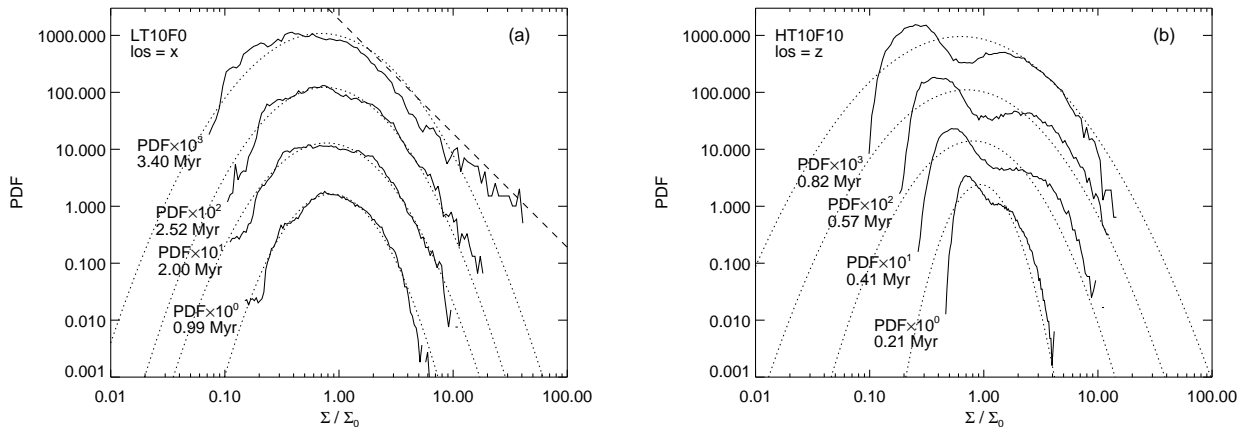 LT10F0
los = x
(a)
1000.000
100.000
10.000
1.000
0.100
0.010
0.001
PDF
PDF×10³
3.40 Myr
PDF×10²
2.52 Myr
PDF×10¹
2.00 Myr
PDF×10⁰
0.99 Myr
0.01 0.10 1.00 10.00 100.00
Σ / Σ₀
HT10F10
los = z
(b)
1000.000
100.000
10.000
1.000
0.100
0.010
0.001
PDF
PDF×10³
0.82 Myr
PDF×10²
0.57 Myr
PDF×10¹
0.41 Myr
PDF×10⁰
0.21 Myr
0.01 0.10 1.00 10.00 100.00
Σ / Σ₀